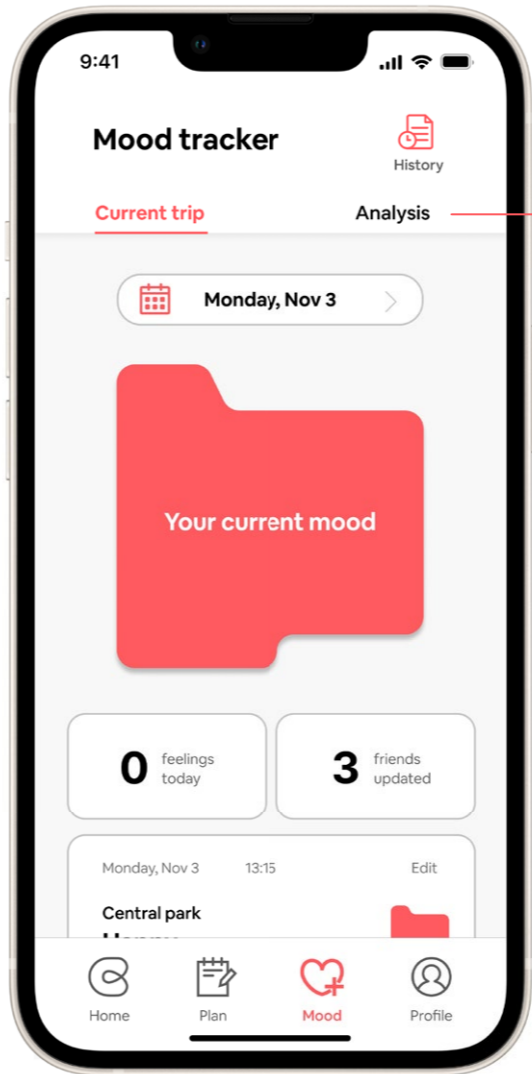 9:41
Mood tracker
History
Current trip
Analysis
Monday, Nov 3
Your current mood
0 feelings today
3 friends updated
Monday, Nov 3 13:15 Edit
Central park
Home
Plan
Mood
Profile